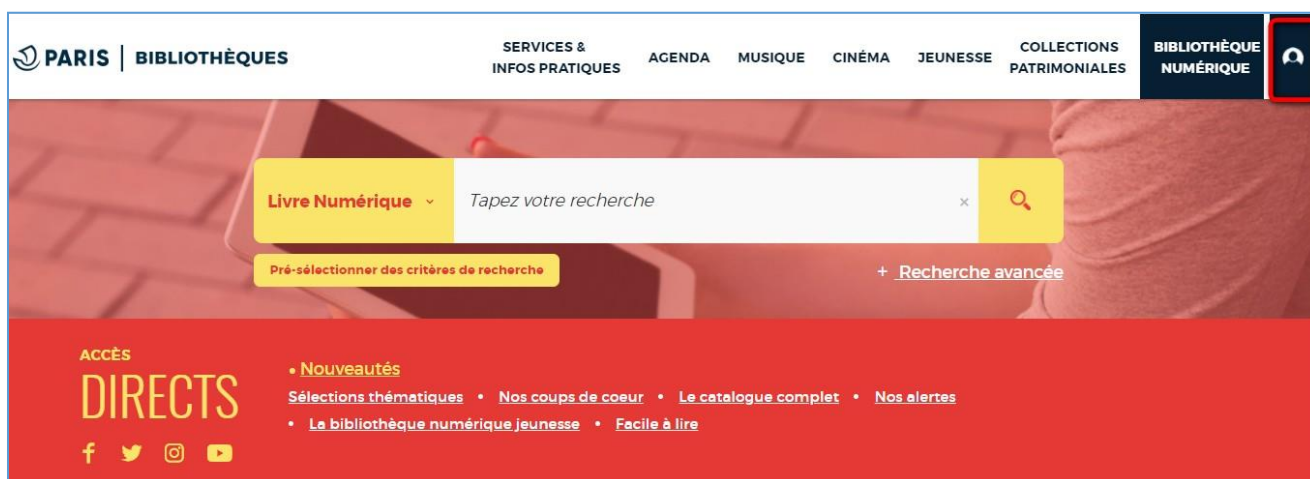 PARIS | BIBLIOTHÈQUES
SERVICES &
INFOS PRATIQUES
AGENDA
MUSIQUE
CINÉMA
JEUNESSE
COLLECTIONS
PATRIMONIALES
BIBLIOTHÈQUE
NUMÉRIQUE
Livre Numérique
Tapez votre recherche
×
Pré-sélectionner des critères de recherche
+ Recherche avancée
ACCÈS
DIRECTS
• Nouveautés
Sélections thématiques • Nos coups de coeur • Le catalogue complet • Nos alertes
• La bibliothèque numérique jeunesse • Facile à lire